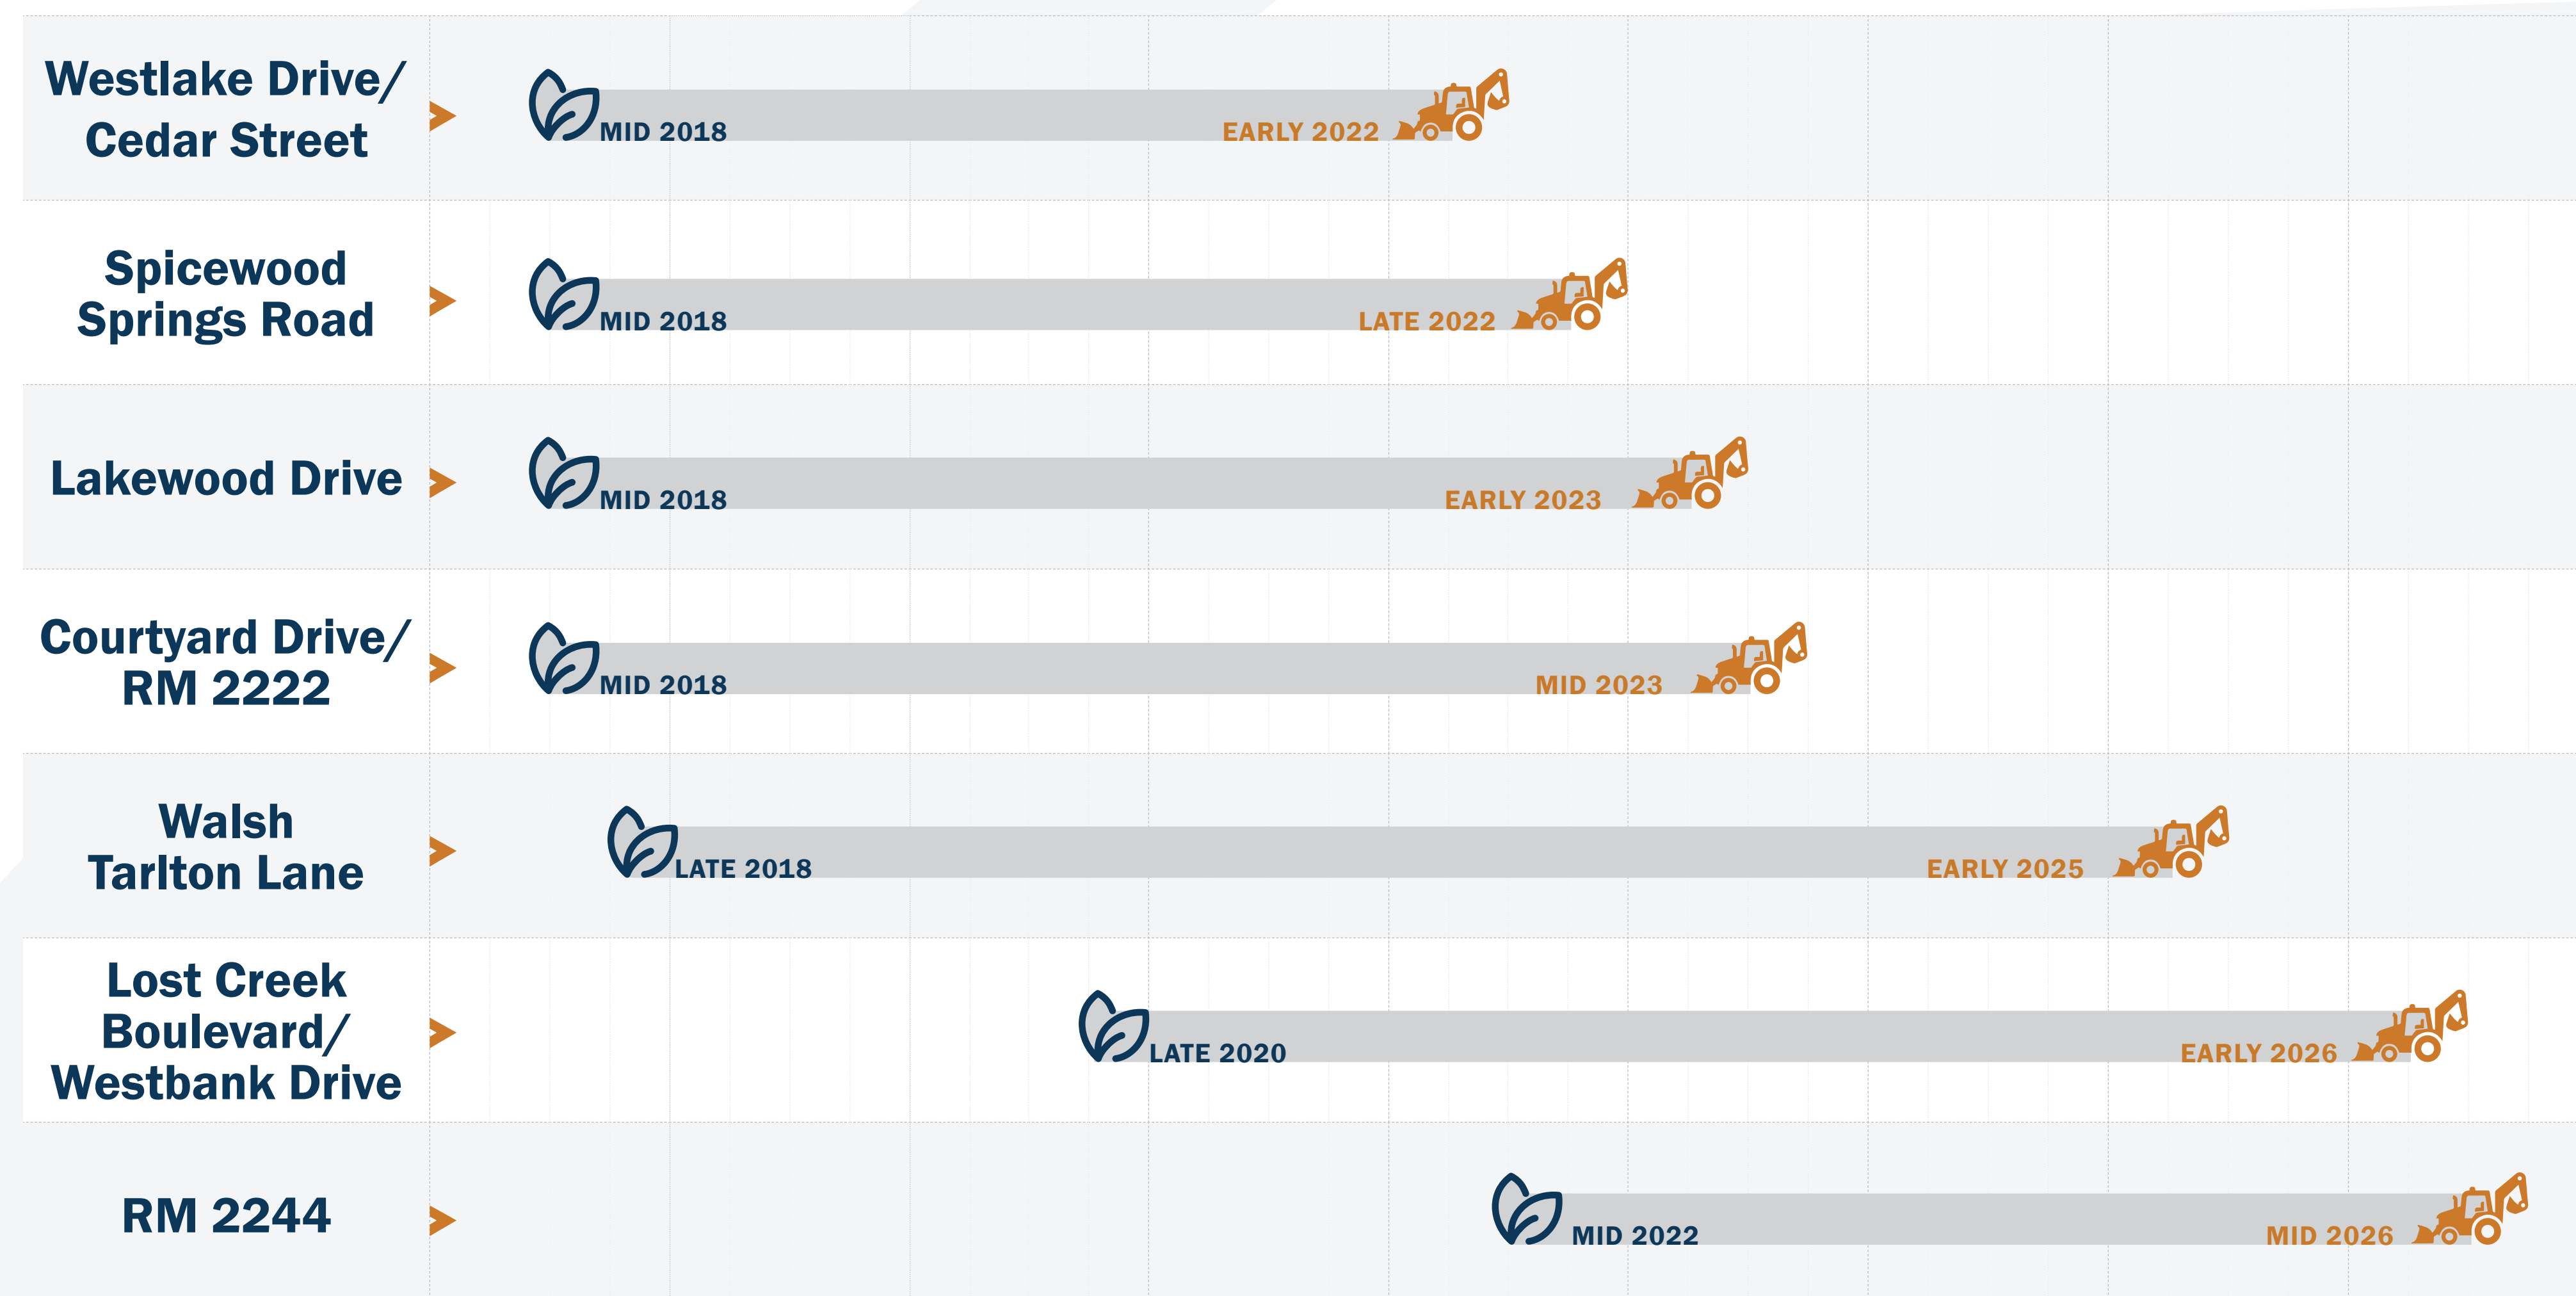 Westlake Drive/
Cedar Street
MID 2018
EARLY 2022
Spicewood
Springs Road
MID 2018
LATE 2022
Lakewood Drive
MID 2018
EARLY 2023
Courtyard Drive/
RM 2222
MID 2018
MID 2023
Walsh
Tarlton Lane
LATE 2018
EARLY 2025
Lost Creek
Boulevard/
Westbank Drive
LATE 2020
EARLY 2026
RM 2244
MID 2022
MID 2026